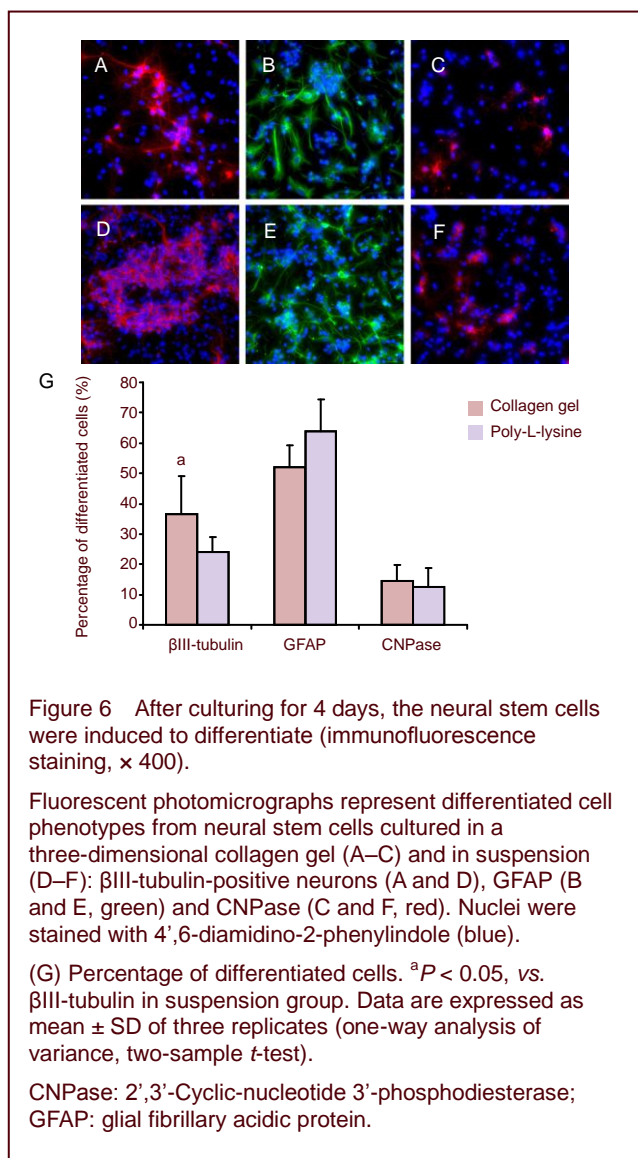 A B C
D E F
G
Percentage of differentiated cells (%)
80
70
60
50
40
30
20
10
0
a
Collagen gel
Poly-L-lysine
βIII-tubulin GFAP CNPase
Figure 6 After culturing for 4 days, the neural stem cells
were induced to differentiate (immunofluorescence
staining, × 400).
Fluorescent photomicrographs represent differentiated cell
phenotypes from neural stem cells cultured in a
three-dimensional collagen gel (A–C) and in suspension
(D–F): βIII-tubulin-positive neurons (A and D), GFAP (B
and E, green) and CNPase (C and F, red). Nuclei were
stained with 4',6-diamidino-2-phenylindole (blue).
(G) Percentage of differentiated cells. aP < 0.05, vs.
βIII-tubulin in suspension group. Data are expressed as
mean ± SD of three replicates (one-way analysis of
variance, two-sample t-test).
CNPase: 2',3'-Cyclic-nucleotide 3'-phosphodiesterase;
GFAP: glial fibrillary acidic protein.